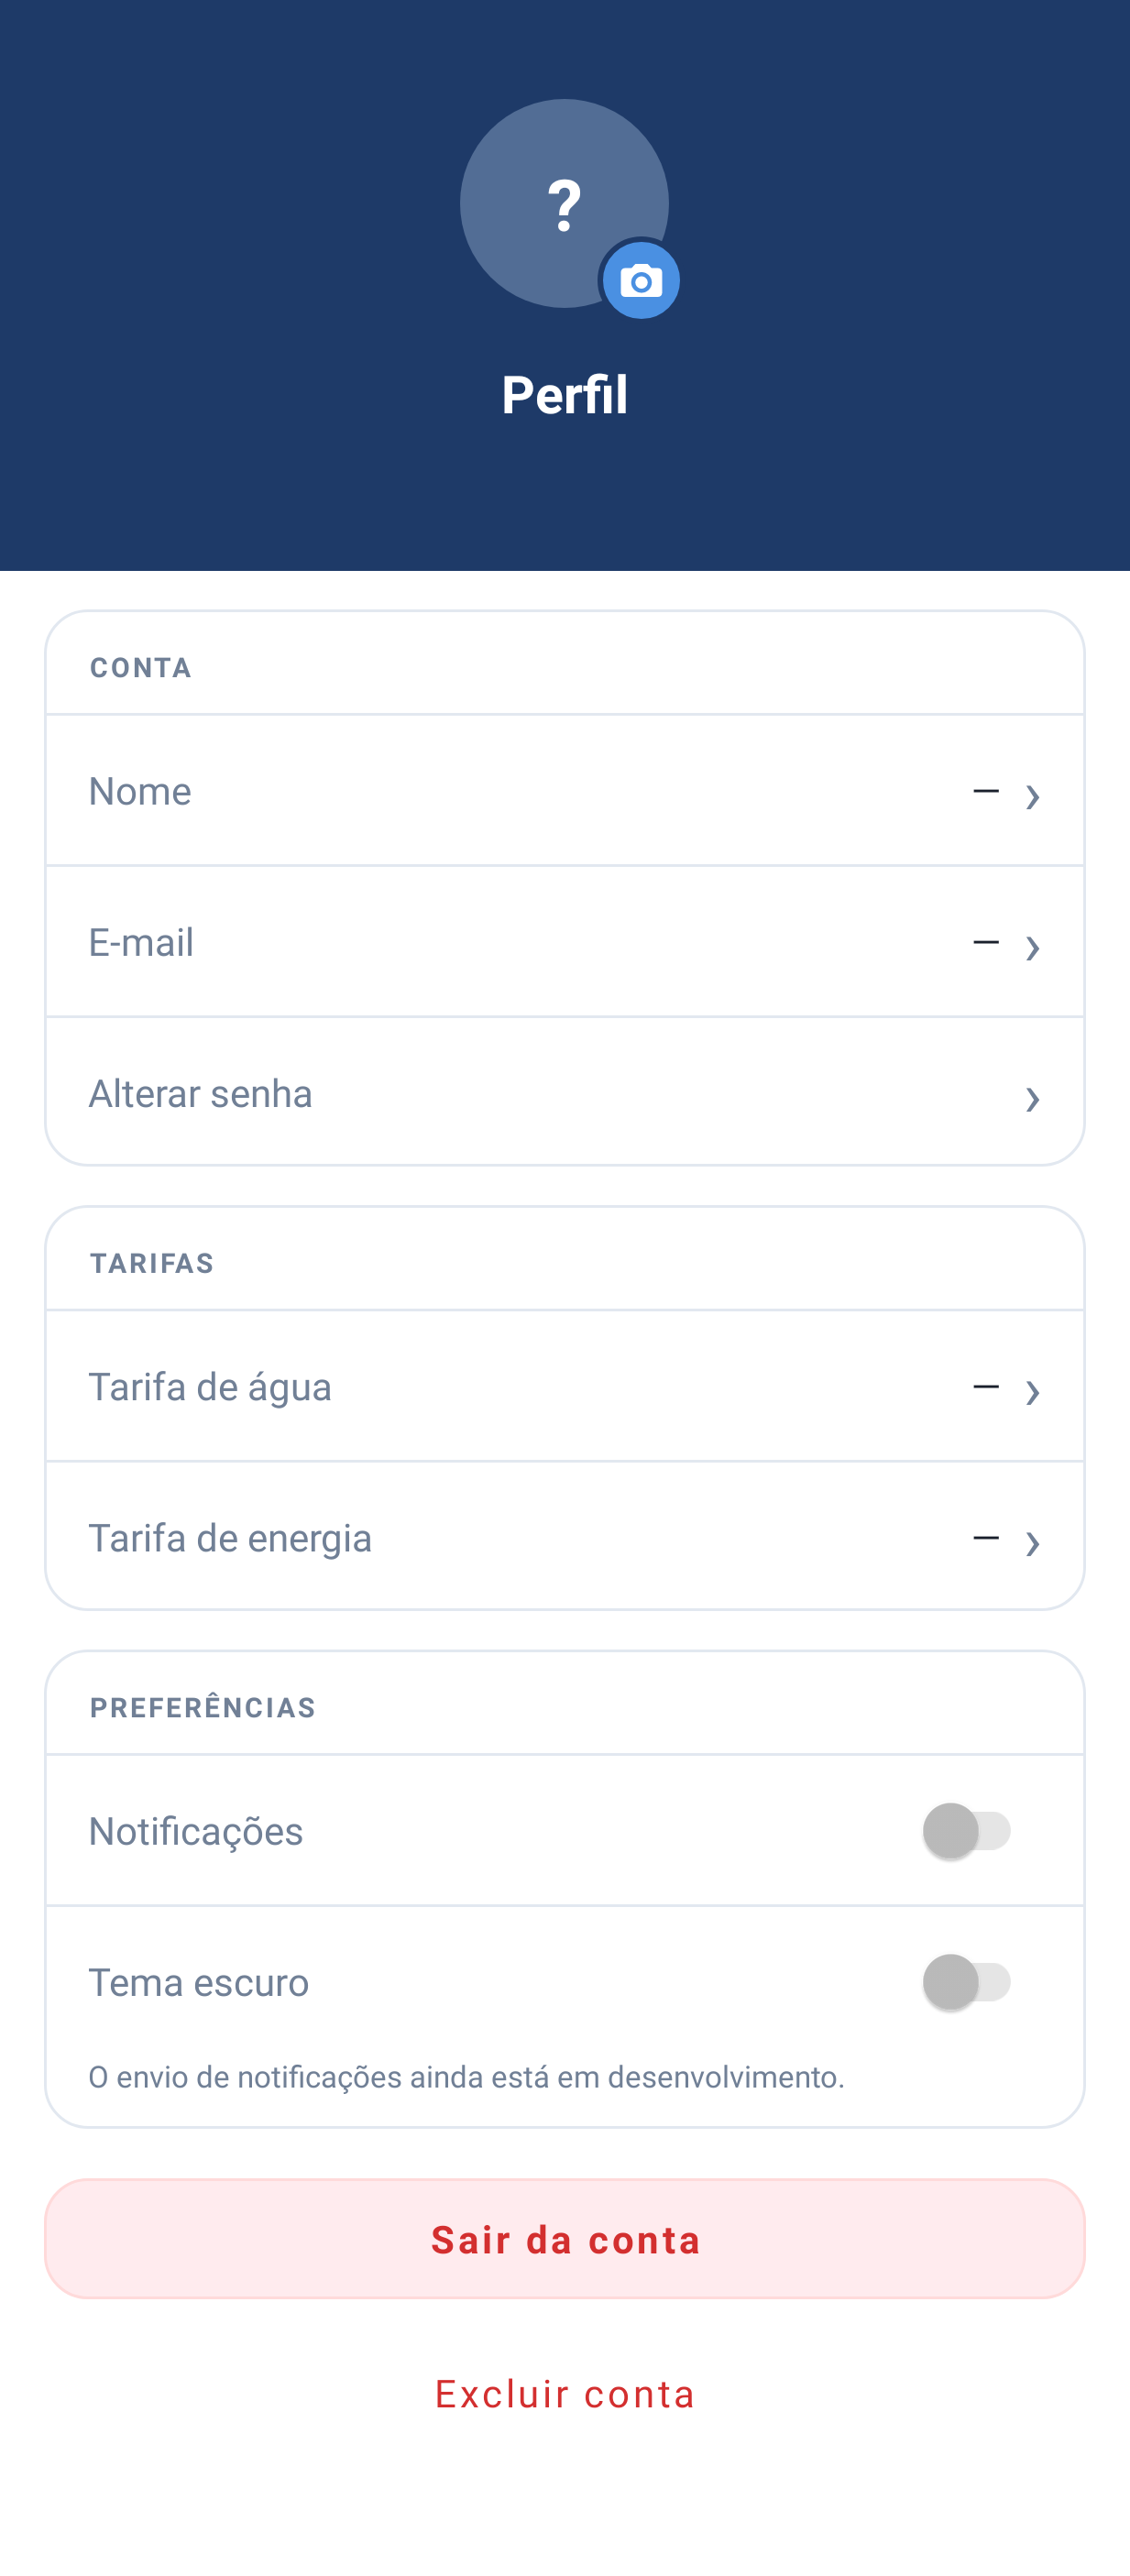 ?
Perfil
CONTA
Nome — ›
E-mail — ›
Alterar senha ›
TARIFAS
Tarifa de água — ›
Tarifa de energia — ›
PREFERÊNCIAS
Notificações
Tema escuro
O envio de notificações ainda está em desenvolvimento.
Sair da conta
Excluir conta